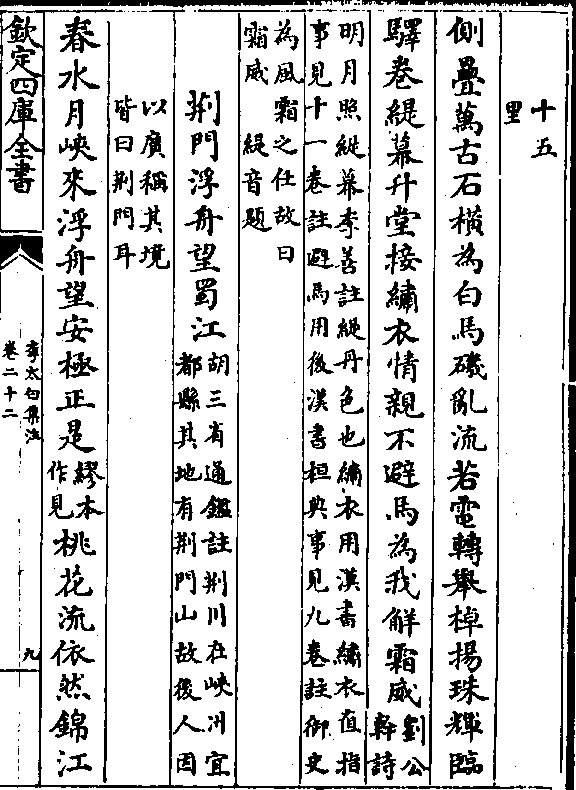 十五
里
側疊萬古石橫為白馬磯亂流若電轉舉棹揚珠輝臨
驛卷緹幕升堂接繡衣情親不避馬為我解霜威
劉公
幹詩
明月照緹幕李善註緹丹色也繡衣用漢書繡衣直指
事見十一卷註避馬用後漢書桓典事見九卷註御史
為風霜之仕故曰
霜威 緹音題
荆門浮舟望蜀江
胡三省通鑑註荆川在峽州宜
都縣其地有荆門山故後人因
以廣稱其境
皆曰荆門耳
春水月峽來浮舟望安極正是
繆本
作見
桃花流依然錦江
欽定四庫全書
李太白集注
卷二十二
九